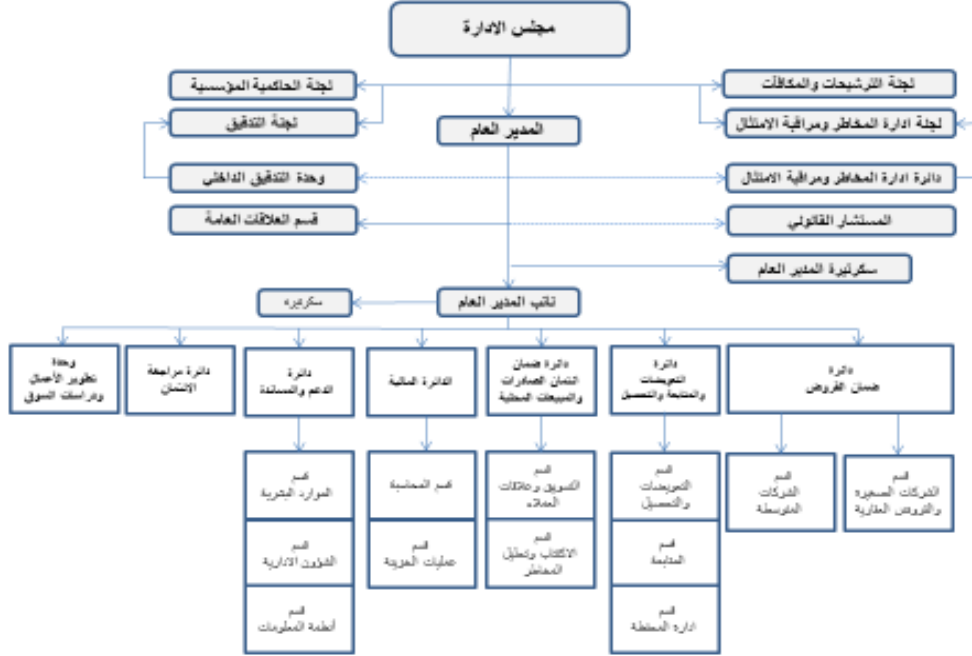 مجلس الادارة
لجنة الترشيحات والمكافآت
لجنة الحاكمية المؤسسية
لجنة ادارة المخاطر ومراقبة الامتثال
المدير العام
لجنة التدقيق
دائرة ادارة المخاطر ومراقبة الامتثال
وحدة التدقيق الداخلي
المستشار القانوني
قسم العلاقات العامة
سكرتيرة المدير العام
نائب المدير العام
سكرتيره
دائرة
ضمان القروض
دائرة
التعويضات
والمتابعة والتحصيل
دائرة ضمان
ائتمان الصادرات
والمبيعات المحلية
الدائرة المالية
دائرة
الدعم والمساندة
دائرة مراجعة
الائتمان
وحدة
تطوير الأعمال
ودراسات السوق
قسم
الشركات الصغيره
والقروض العقارية
قسم
الشركات
المتوسطة
قسم
التعويضات
والتحصيل
قسم
المتابعة
قسم
اداره المحفظة
قسم
التسويق وعلاقات
العملاء
قسم
الاكتتاب وتحليل
المخاطر
قسم المحاسبة
قسم
عمليات الخزينة
قسم
الموارد البشرية
قسم
الشؤون الادارية
قسم
أنظمة المعلومات